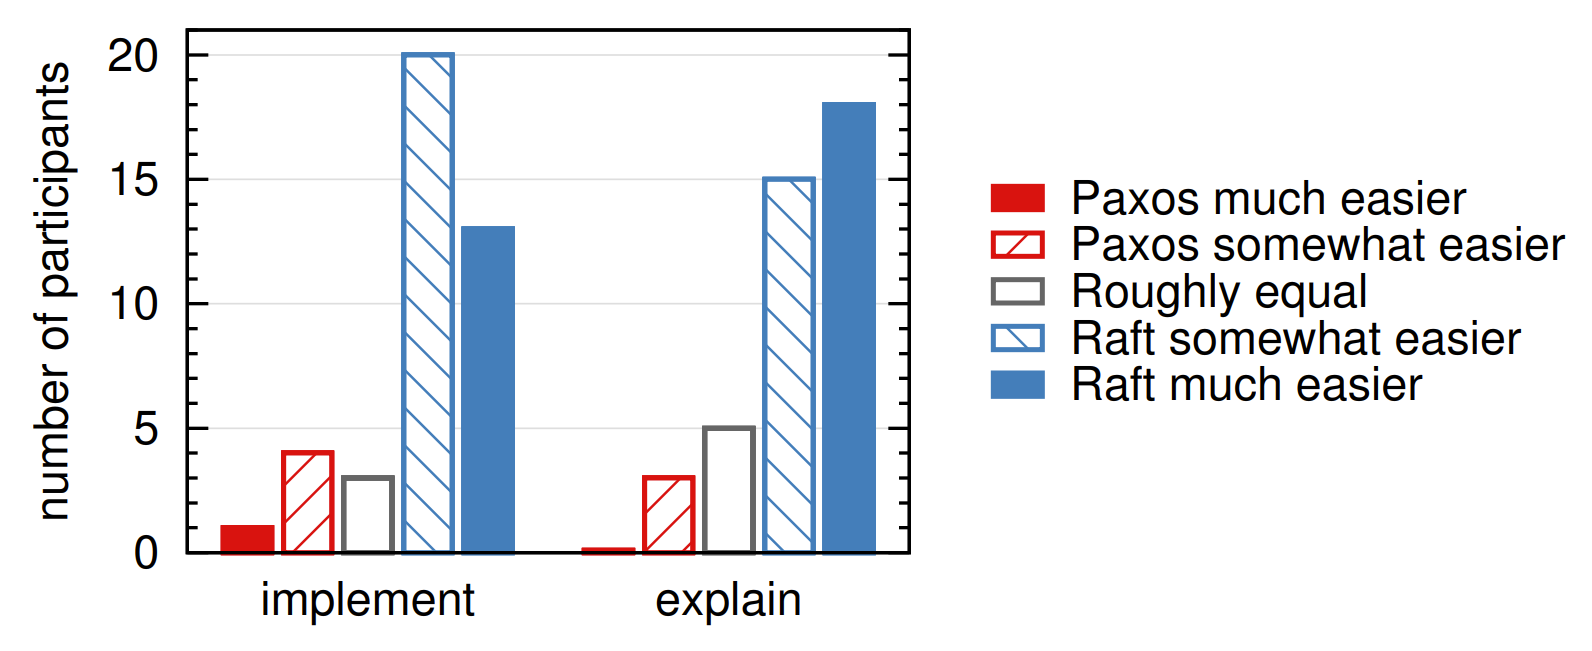 number of participants
20
15
10
5
0
implement
explain
Paxos much easier
Paxos somewhat easier
Roughly equal
Raft somewhat easier
Raft much easier